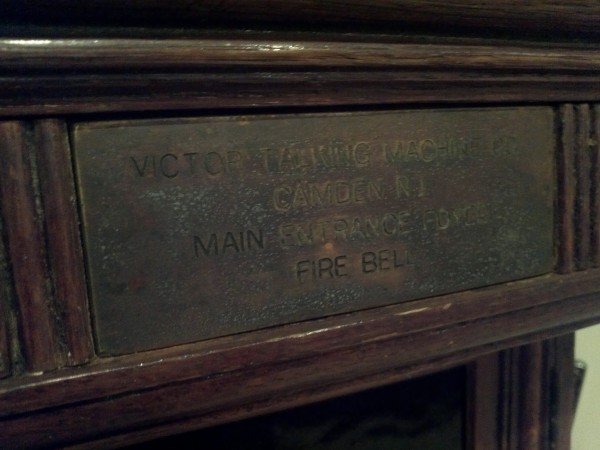 VICTOR TALKING MACHINE CO
CAMDEN N.J
MAIN ENTRANCE FOYER
FIRE BELL